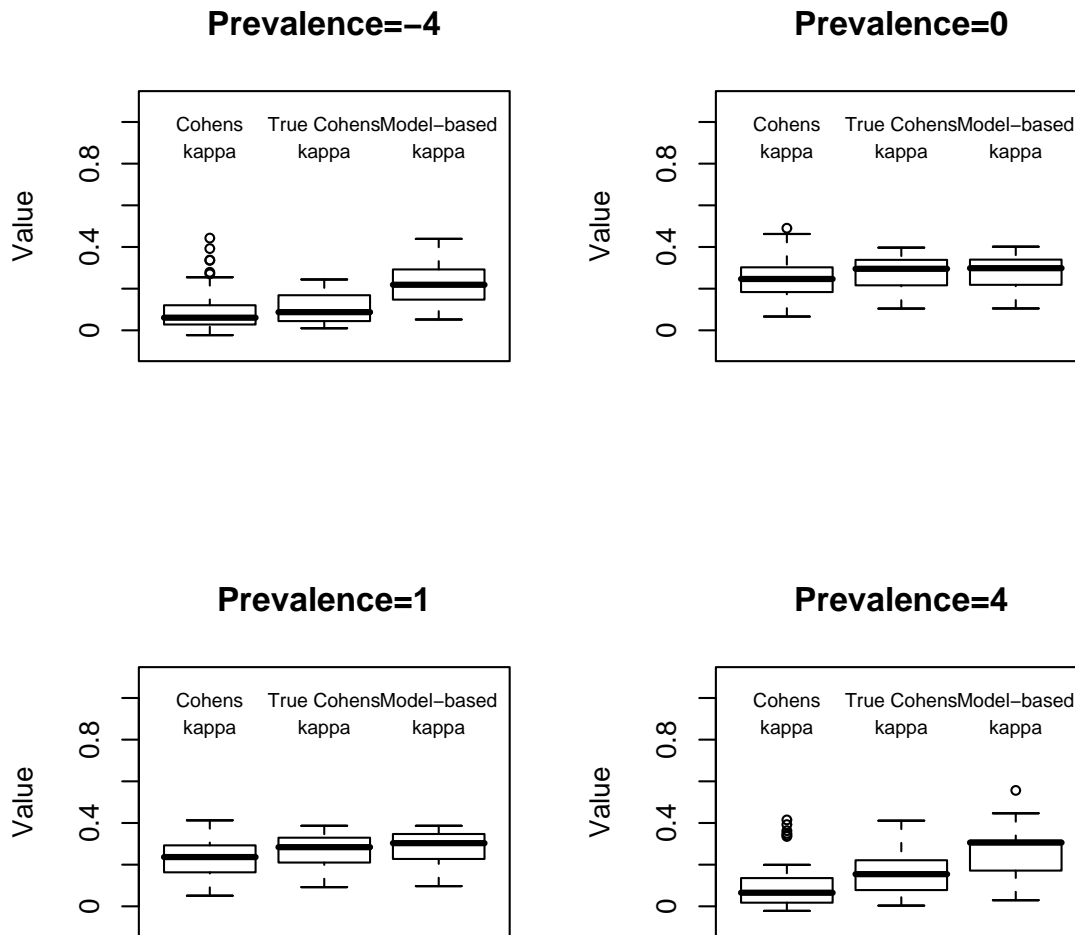 Prevalence=−4
Value
0 0.4 0.8
Cohens kappa
True Cohens kappa
Model−based kappa
Prevalence=0
Value
0 0.4 0.8
Cohens kappa
True Cohens kappa
Model−based kappa
Prevalence=1
Value
0 0.4 0.8
Cohens kappa
True Cohens kappa
Model−based kappa
Prevalence=4
Value
0 0.4 0.8
Cohens kappa
True Cohens kappa
Model−based kappa